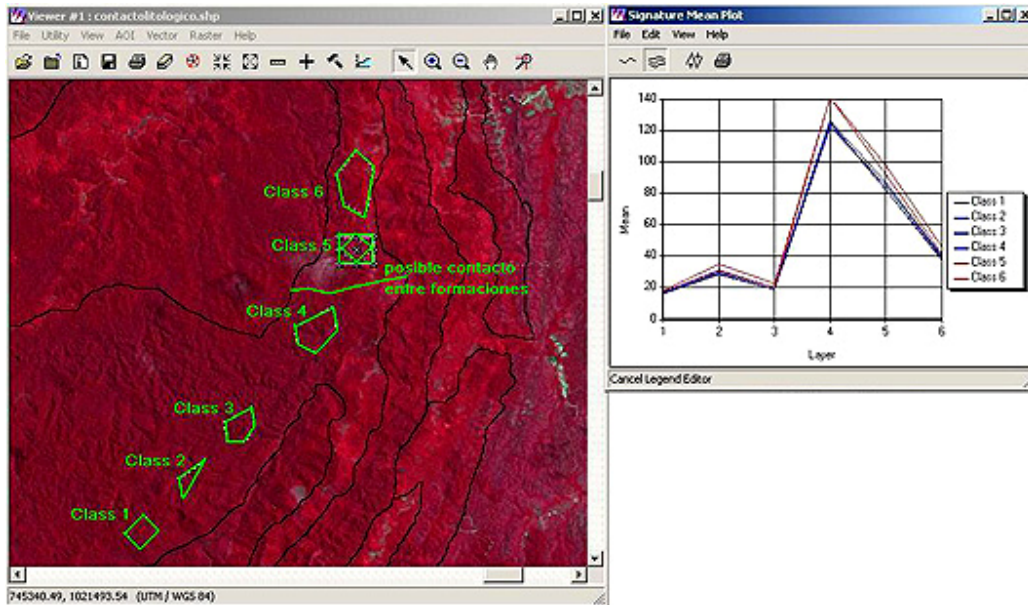 Viewer #1 : contactolitologico.shp
File Utility View AOI Vector Raster Help
Class 6
Class 5
posible contacto
entre formaciones
Class 4
Class 3
Class 2
Class 1
745340.49, 1021493.54 (UTM / WGS 84)
Signature Mean Plot
File Edit View Help
140
120
100
80
60
40
20
0
Mean
1 2 3 4 5 6
Layer
Class 1
Class 2
Class 3
Class 4
Class 5
Class 6
Cancel Legend Editor